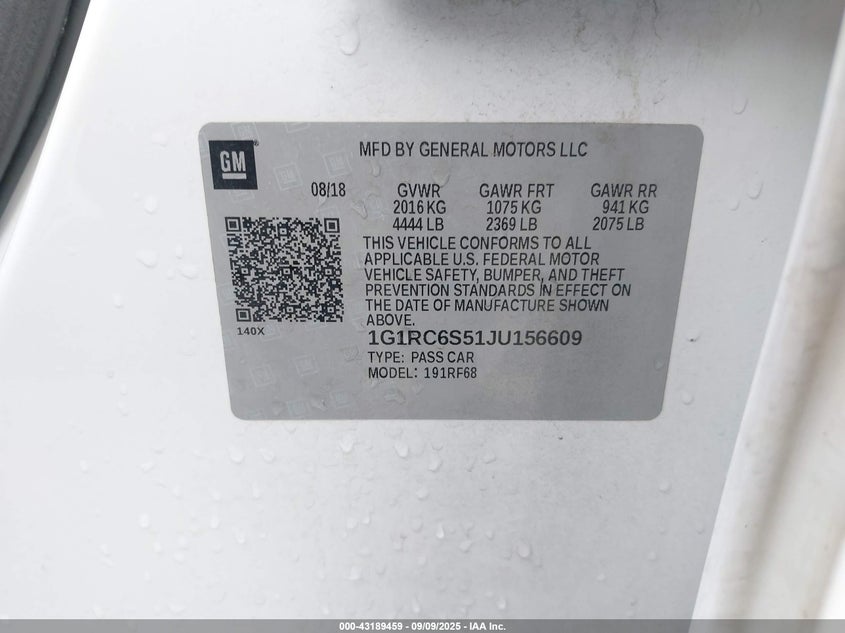 GM
MFD BY GENERAL MOTORS LLC
08/18 GVWR GAWR FRT GAWR RR
2016 KG 1075 KG 941 KG
4444 LB 2369 LB 2075 LB
THIS VEHICLE CONFORMS TO ALL
APPLICABLE U.S. FEDERAL MOTOR
VEHICLE SAFETY, BUMPER, AND THEFT
PREVENTION STANDARDS IN EFFECT ON
THE DATE OF MANUFACTURE SHOWN
ABOVE.
140X
1G1RC6S51JU156609
TYPE: PASS CAR
MODEL: 191RF68
000-43189459 - 09/09/2025 - IAA Inc.